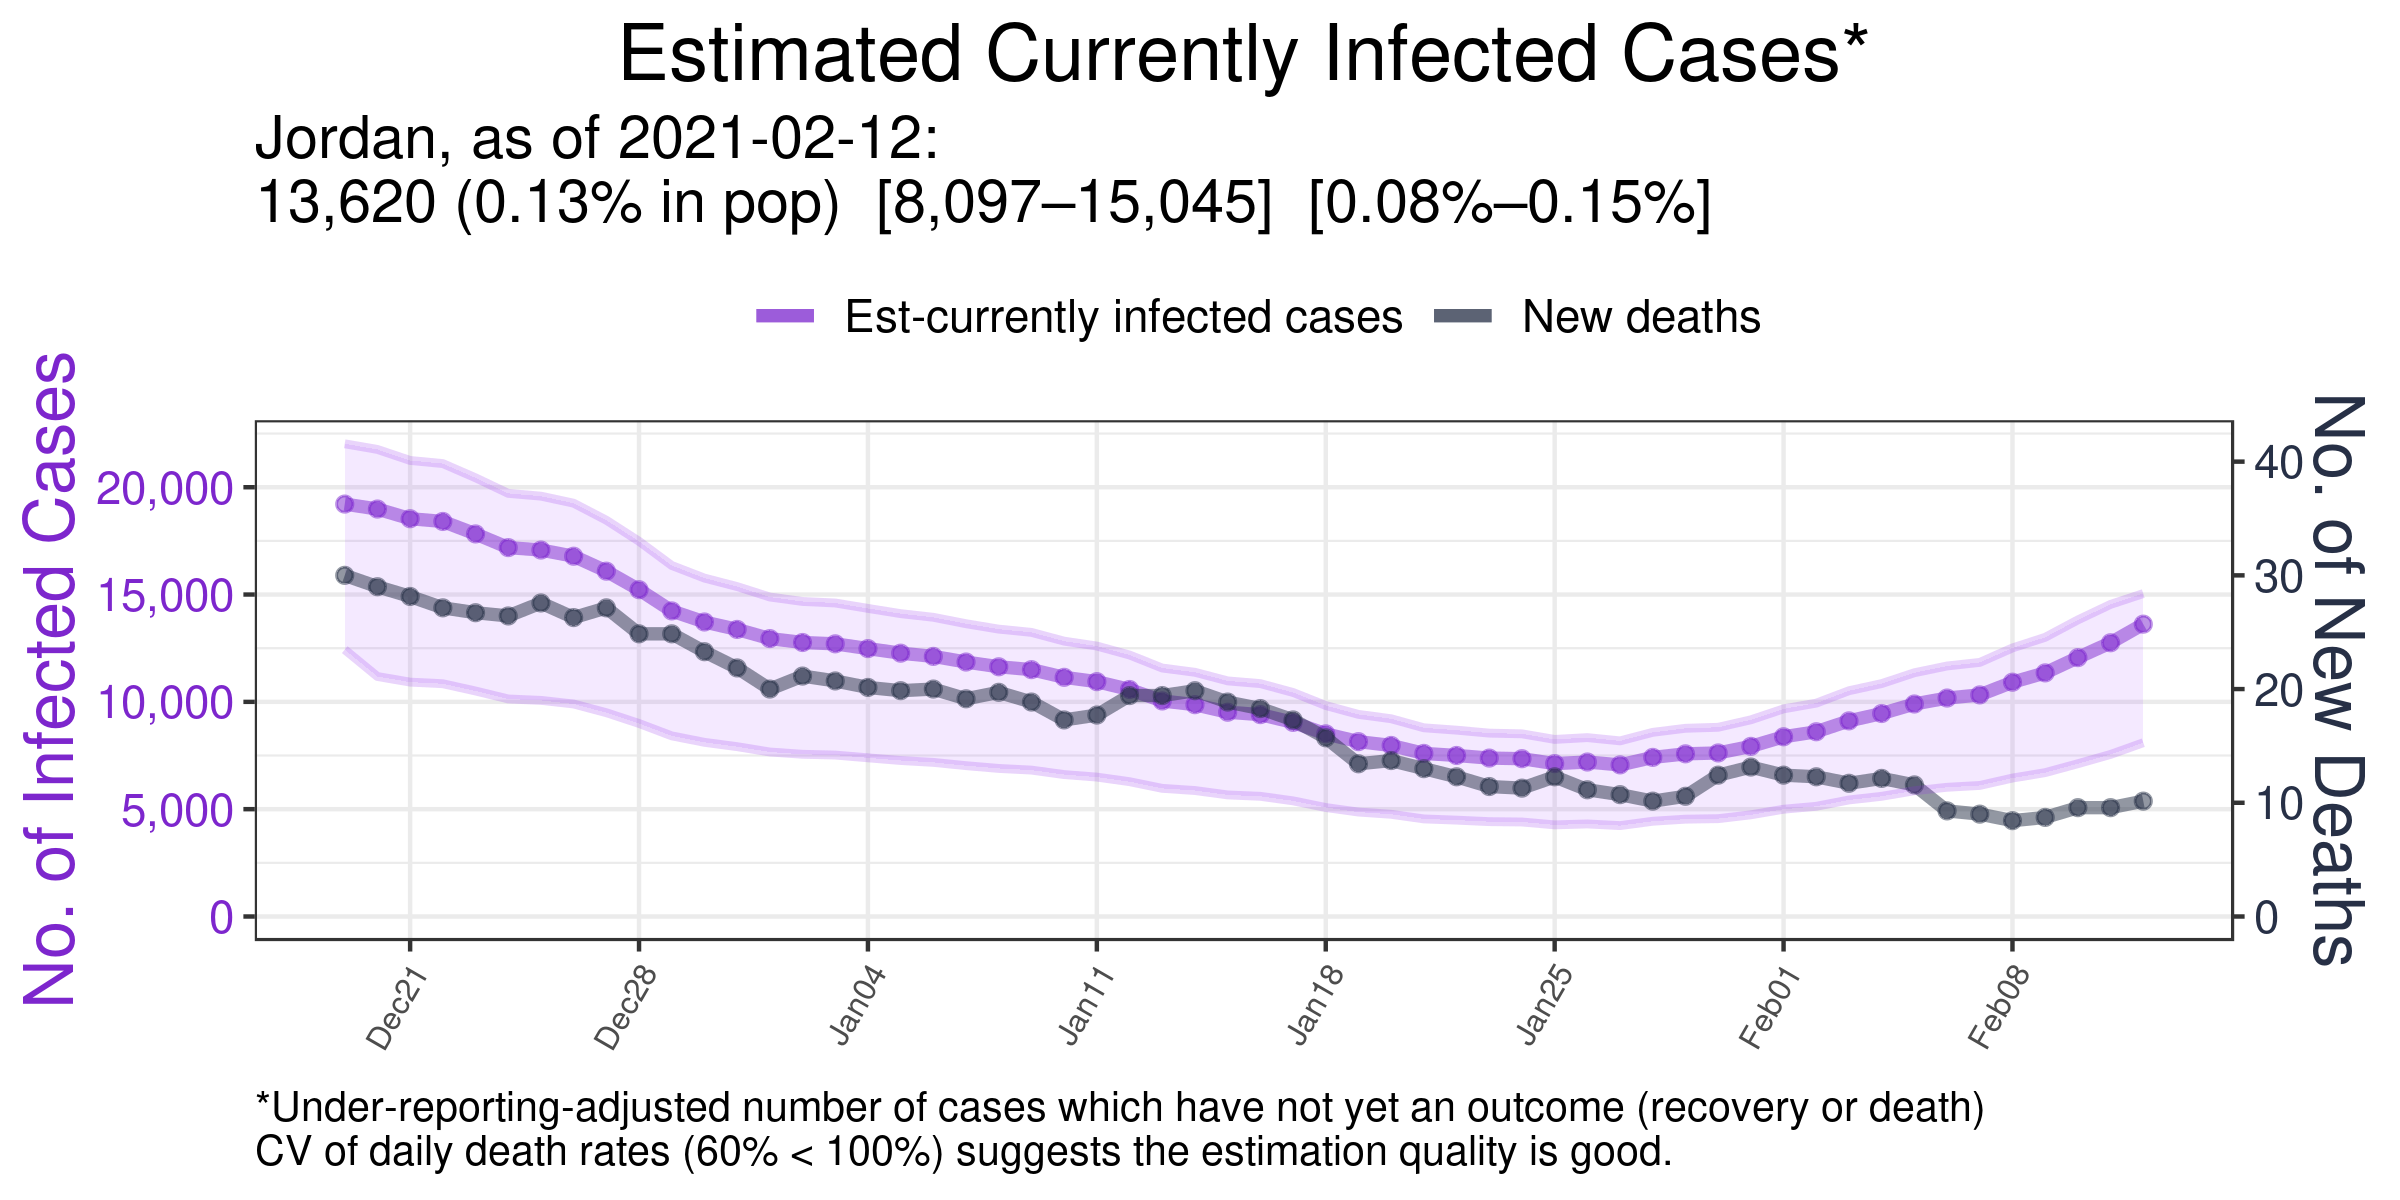 Estimated Currently Infected Cases*
Jordan, as of 2021-02-12:
13,620 (0.13% in pop)  [8,097–15,045]  [0.08%–0.15%]
Est-currently infected cases
New deaths
No. of Infected Cases
20,000
15,000
10,000
5,000
0
40
30
20
10
0
No. of New Deaths
Dec21
Dec28
Jan04
Jan11
Jan18
Jan25
Feb01
Feb08
*Under-reporting-adjusted number of cases which have not yet an outcome (recovery or death)
CV of daily death rates (60% < 100%) suggests the estimation quality is good.